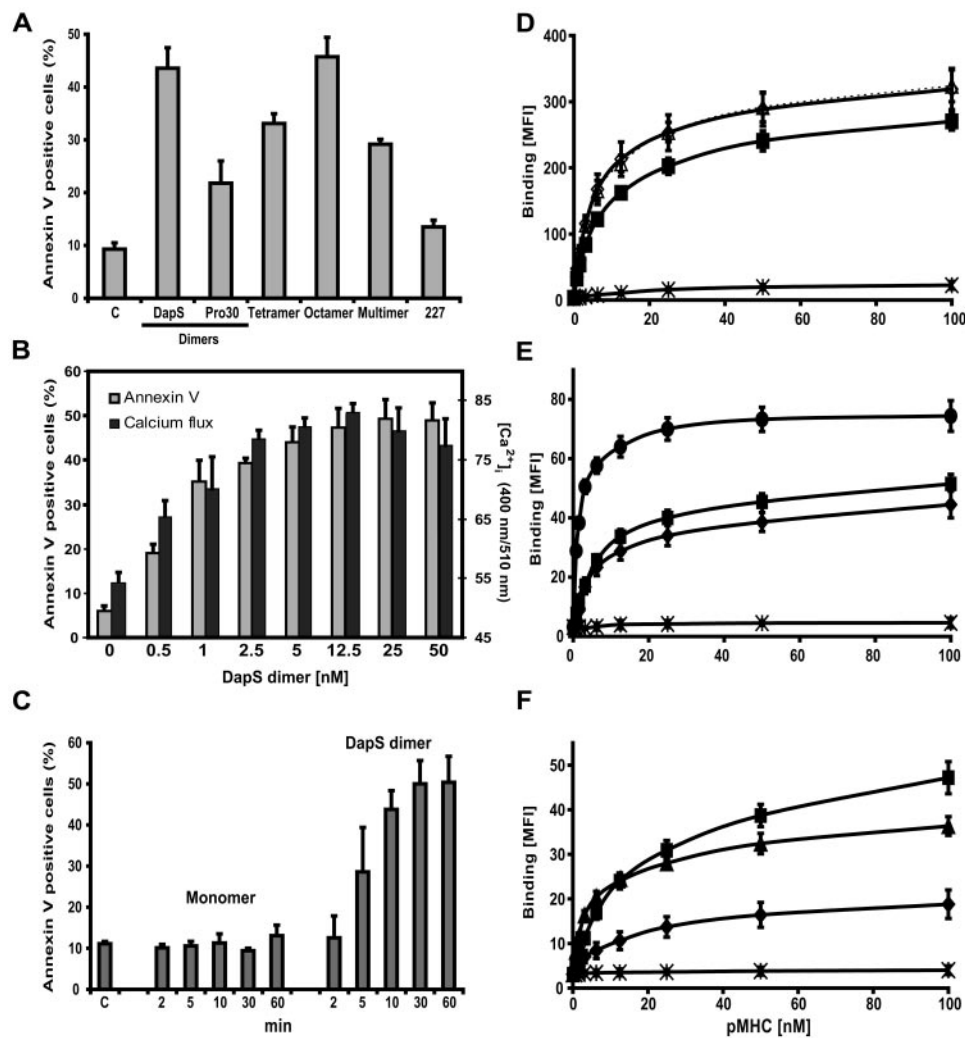 A
Annexin V positive cells (%)
50
40
30
20
10
0
C DapS Pro30 Tetramer Octamer Multimer 227
Dimers
B
Annexin V positive cells (%)
60
50
40
30
20
10
0
Annexin V
Calcium flux
85
75
65
55
45
[Ca2+]i (400 nm/510 nm)
0 0.5 1 2.5 5 12.5 25 50
DapS dimer [nM]
C
Annexin V positive cells (%)
60
50
40
30
20
10
0
DapS dimer
Monomer
C 2 5 10 30 60 2 5 10 30 60
min
D
Binding [MFI]
400
300
200
100
0
0 20 40 60 80 100
E
Binding [MFI]
80
60
40
20
0
0 20 40 60 80 100
F
Binding [MFI]
50
40
30
20
10
0
0 20 40 60 80 100
pMHC [nM]